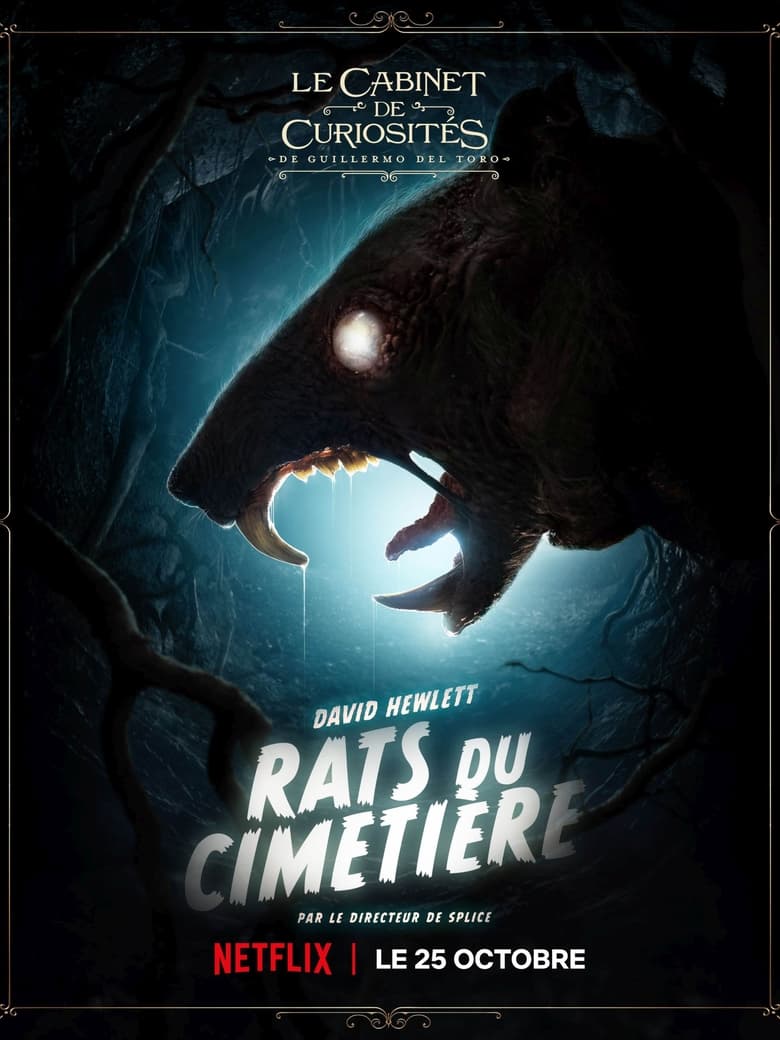 LE CABINET
DE
CURIOSITÉS
DE GUILLERMO DEL TORO
DAVID HEWLETT
RATS DU
CIMETIÈRE
PAR LE DIRECTEUR DE SPLICE
NETFLIX | LE 25 OCTOBRE